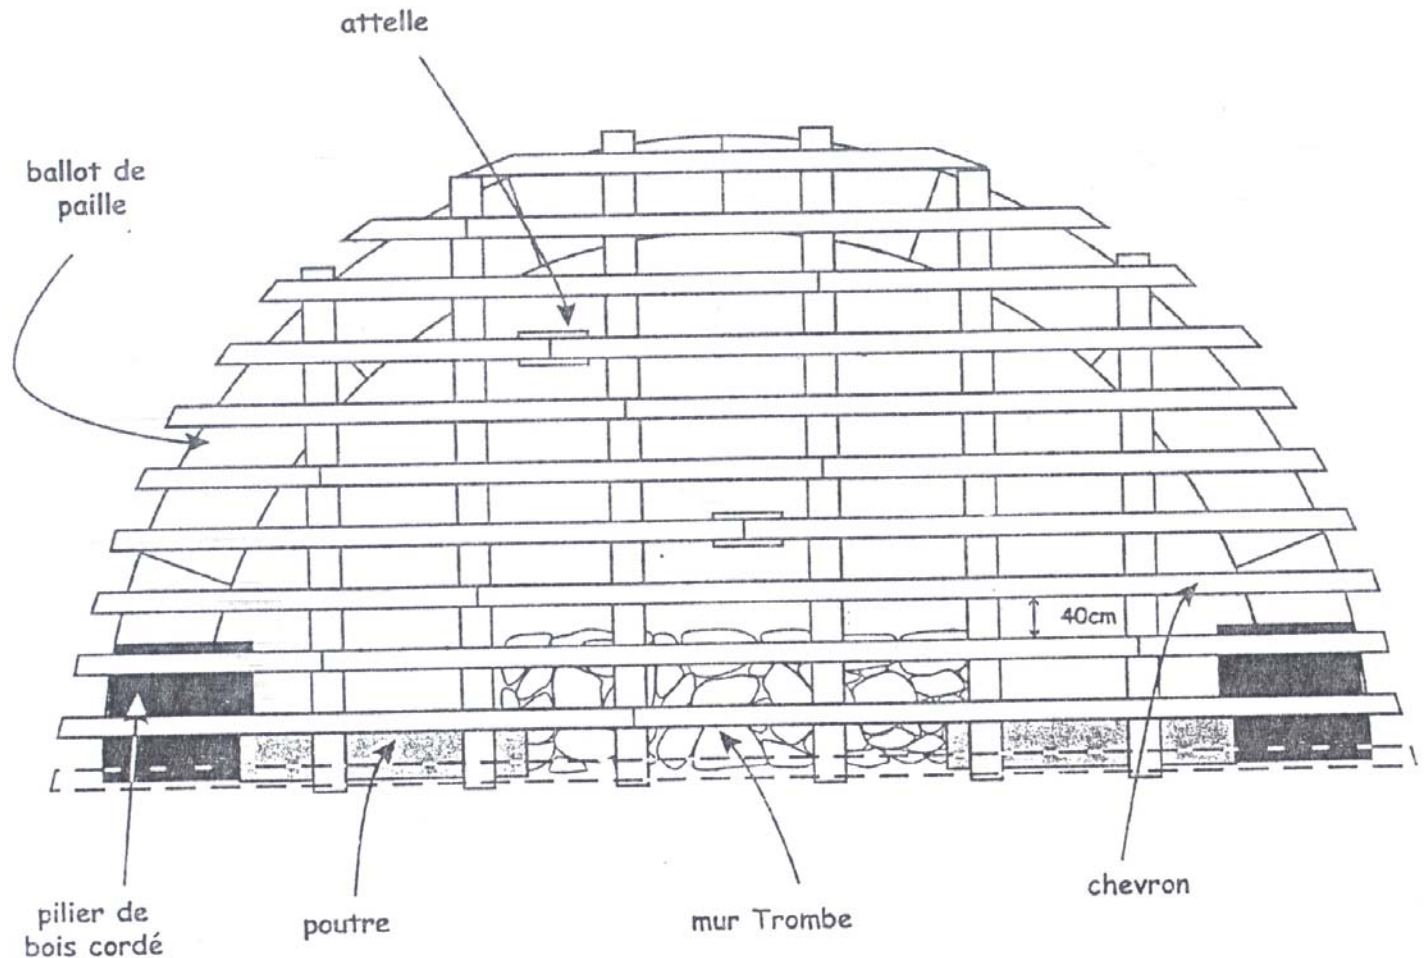 attelle
ballot de
paille
40cm
chevron
mur Trombe
poutre
pilier de
bois cordé